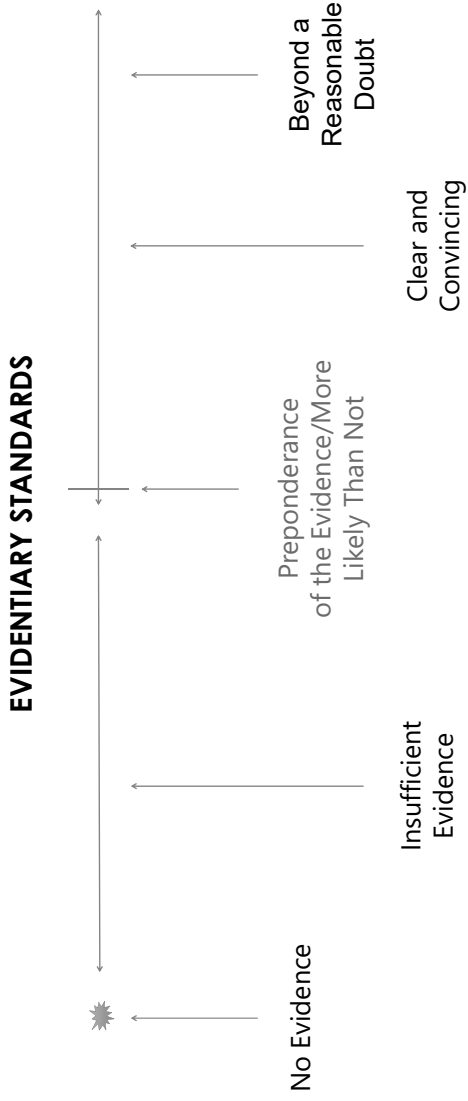 EVIDENTIARY STANDARDS
No Evidence
Insufficient
Evidence
Preponderance
of the Evidence/More
Likely Than Not
Clear and
Convincing
Beyond a
Reasonable
Doubt